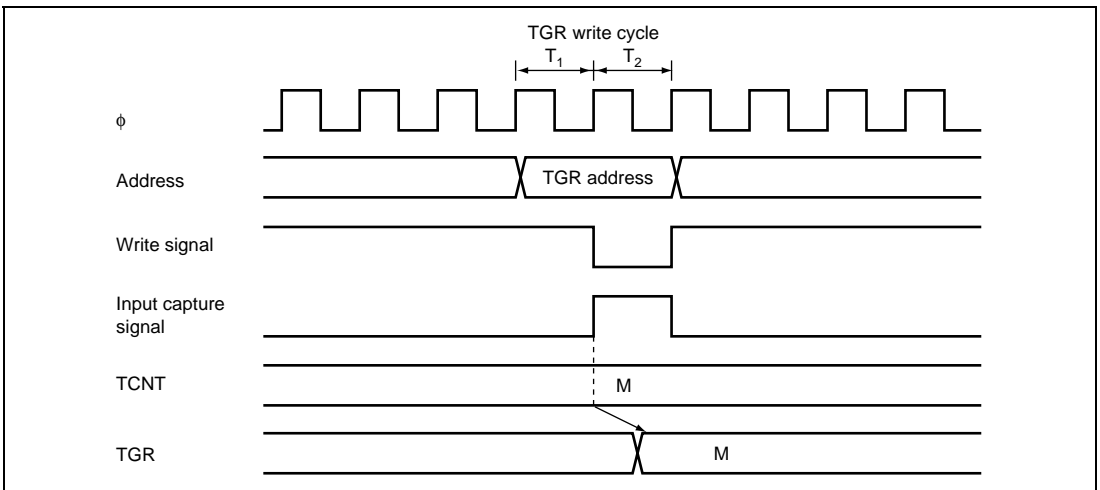 TGR write cycle
T1 T2
φ
Address
TGR address
Write signal
Input capture
signal
TCNT
M
TGR
M